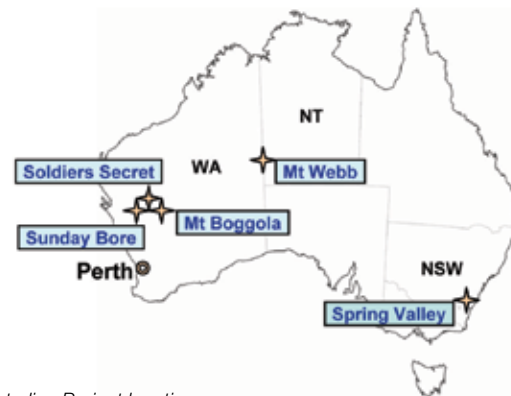 NT
Soldiers Secret
WA
Mt Webb
Mt Boggola
Sunday Bore
Perth
NSW
Spring Valley